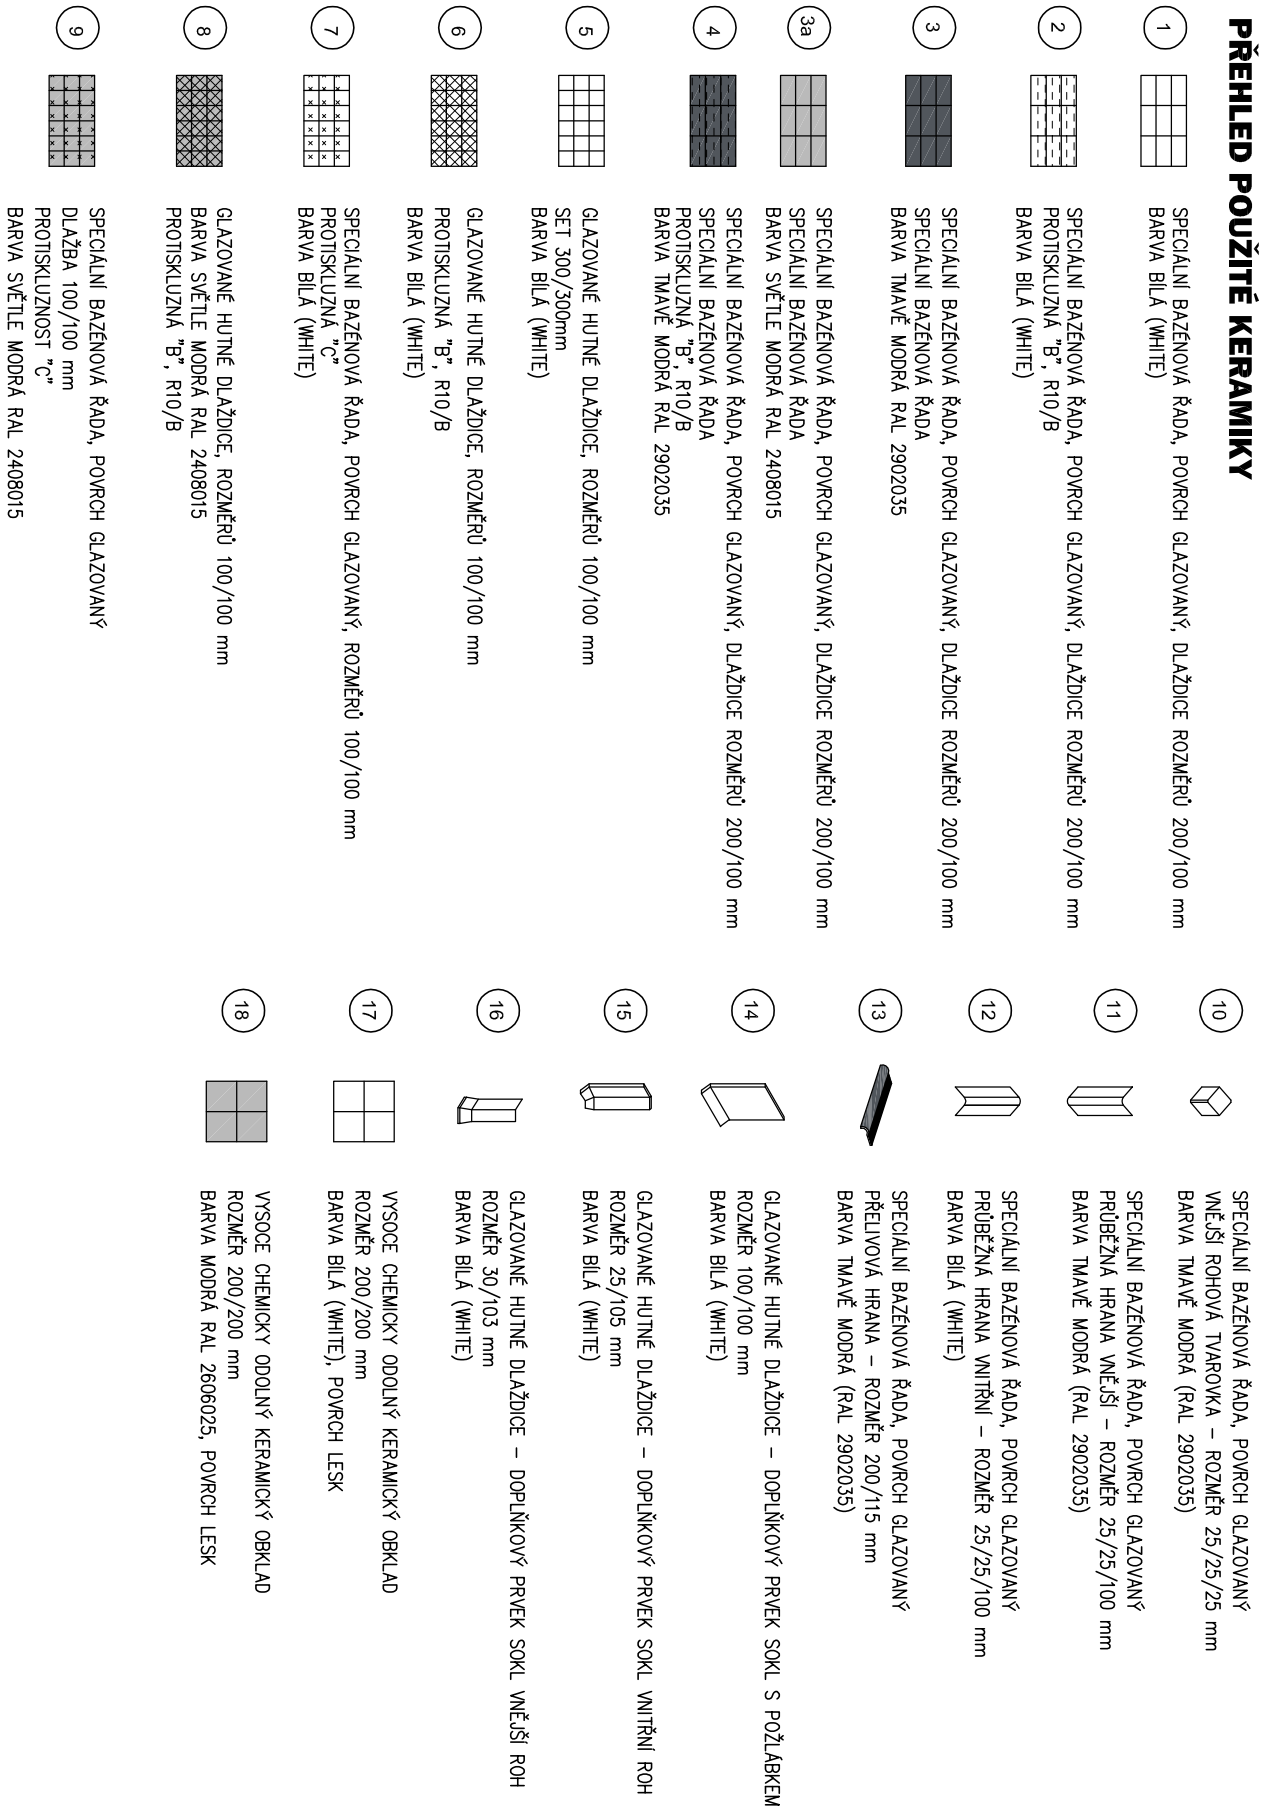 PŘEHLED POUŽITÉ KERAMIKY
1
SPECIÁLNÍ BAZÉNOVÁ ŘADA, POVRCH GLAZOVANÝ, DLAŽDICE ROZMĚRŮ 200/100 mm
BARVA BÍLÁ (WHITE)
2
SPECIÁLNÍ BAZÉNOVÁ ŘADA, POVRCH GLAZOVANÝ, DLAŽDICE ROZMĚRŮ 200/100 mm
PROTISKLUZNÁ "B", R10/B
BARVA BÍLÁ (WHITE)
3
SPECIÁLNÍ BAZÉNOVÁ ŘADA, POVRCH GLAZOVANÝ, DLAŽDICE ROZMĚRŮ 200/100 mm
SPECIÁLNÍ BAZÉNOVÁ ŘADA
BARVA TMAVĚ MODRÁ RAL 2902035
3a
SPECIÁLNÍ BAZÉNOVÁ ŘADA, POVRCH GLAZOVANÝ, DLAŽDICE ROZMĚRŮ 200/100 mm
SPECIÁLNÍ BAZÉNOVÁ ŘADA
BARVA SVĚTLE MODRÁ RAL 2408015
4
SPECIÁLNÍ BAZÉNOVÁ ŘADA, POVRCH GLAZOVANÝ, DLAŽDICE ROZMĚRŮ 200/100 mm
SPECIÁLNÍ BAZÉNOVÁ ŘADA
PROTISKLUZNÁ "B", R10/B
BARVA TMAVĚ MODRÁ RAL 2902035
5
GLAZOVANÉ HUTNÉ DLAŽDICE, ROZMĚRŮ 100/100 mm
SET 300/300mm
BARVA BÍLÁ (WHITE)
6
GLAZOVANÉ HUTNÉ DLAŽDICE, ROZMĚRŮ 100/100 mm
PROTISKLUZNÁ "B", R10/B
BARVA BÍLÁ (WHITE)
7
SPECIÁLNÍ BAZÉNOVÁ ŘADA, POVRCH GLAZOVANÝ, ROZMĚRŮ 100/100 mm
PROTISKLUZNÁ "C"
BARVA BÍLÁ (WHITE)
8
GLAZOVANÉ HUTNÉ DLAŽDICE, ROZMĚRŮ 100/100 mm
BARVA SVĚTLE MODRÁ RAL 2408015
PROTISKLUZNÁ "B", R10/B
9
SPECIÁLNÍ BAZÉNOVÁ ŘADA, POVRCH GLAZOVANÝ
DLAŽBA 100/100 mm
PROTISKLUZNOST "C"
BARVA SVĚTLE MODRÁ RAL 2408015
10
SPECIÁLNÍ BAZÉNOVÁ ŘADA, POVRCH GLAZOVANÝ
VNĚJŠÍ ROHOVÁ TVAROVKA – ROZMĚR 25/25/25 mm
BARVA TMAVĚ MODRÁ (RAL 2902035)
11
SPECIÁLNÍ BAZÉNOVÁ ŘADA, POVRCH GLAZOVANÝ
PRŮBĚŽNÁ HRANA VNĚJŠÍ – ROZMĚR 25/25/100 mm
BARVA TMAVĚ MODRÁ (RAL 2902035)
12
SPECIÁLNÍ BAZÉNOVÁ ŘADA, POVRCH GLAZOVANÝ
PRŮBĚŽNÁ HRANA VNITŘNÍ – ROZMĚR 25/25/100 mm
BARVA BÍLÁ (WHITE)
13
SPECIÁLNÍ BAZÉNOVÁ ŘADA, POVRCH GLAZOVANÝ
PŘELIVOVÁ HRANA – ROZMĚR 200/115 mm
BARVA TMAVĚ MODRÁ (RAL 2902035)
14
GLAZOVANÉ HUTNÉ DLAŽDICE – DOPLŇKOVÝ PRVEK SOKL S POŽLÁBKEM
ROZMĚR 100/100 mm
BARVA BÍLÁ (WHITE)
15
GLAZOVANÉ HUTNÉ DLAŽDICE – DOPLŇKOVÝ PRVEK SOKL VNITŘNÍ ROH
ROZMĚR 25/105 mm
BARVA BÍLÁ (WHITE)
16
GLAZOVANÉ HUTNÉ DLAŽDICE – DOPLŇKOVÝ PRVEK SOKL VNĚJŠÍ ROH
ROZMĚR 30/103 mm
BARVA BÍLÁ (WHITE)
17
VYSOCE CHEMICKY ODOLNÝ KERAMICKÝ OBKLAD
ROZMĚR 200/200 mm
BARVA BÍLÁ (WHITE), POVRCH LESK
18
VYSOCE CHEMICKY ODOLNÝ KERAMICKÝ OBKLAD
ROZMĚR 200/200 mm
BARVA MODRÁ RAL 2606025, POVRCH LESK